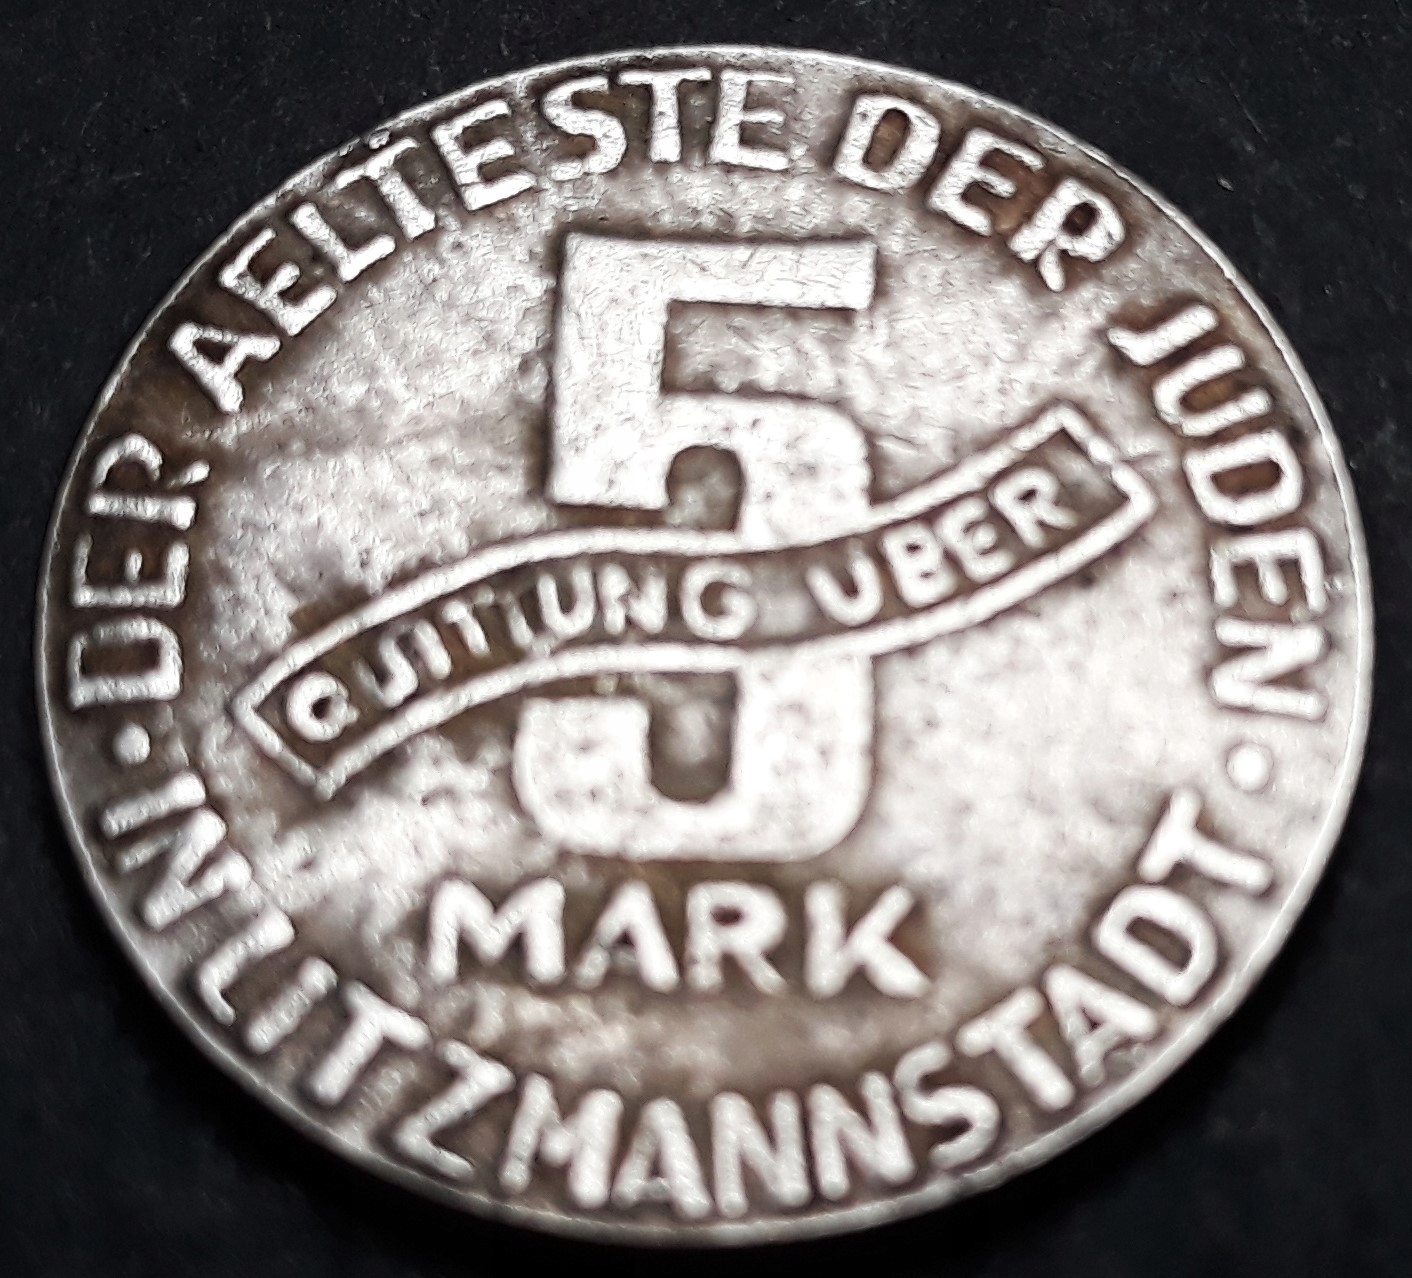 · DER AELTESTE DER JUDEN ·
IN LITZMANNSTADT
5
QUITTUNG UBER
MARK